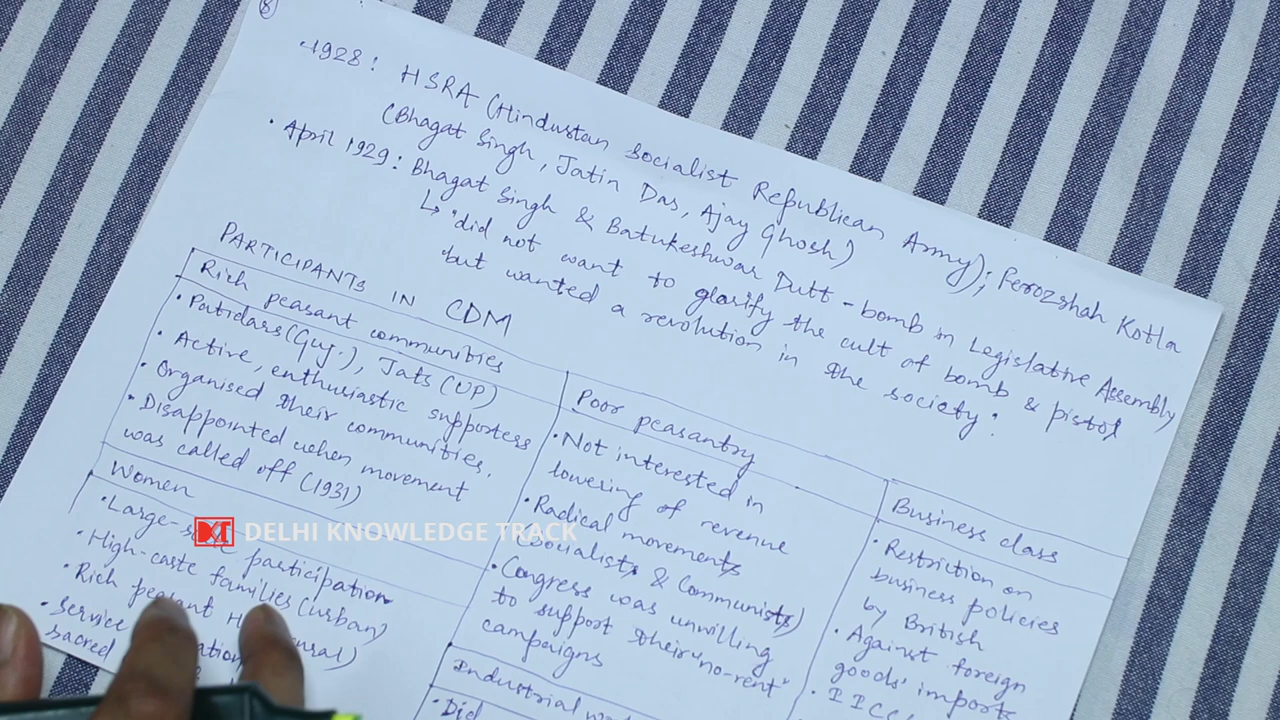 8
• 1928: HSRA (Hindustan Socialist Republican Army); Ferozshah Kotla
(Bhagat Singh, Jatin Das, Ajay Ghosh)
• April 1929: Bhagat Singh & Batukeshwar Dutt - bomb in Legislative Assembly
↳ "did not want to glorify the cult of bomb & pistol
but wanted a revolution in the society".
PARTICIPANTS IN CDM
Rich peasant communities
• Patidars (Guj.), Jats (UP)
• Active, enthusiastic supporters
• Organised their communities.
• Disappointed when movement
was called off (1931)
Poor peasantry
• Not interested in
lowering of revenue
• Radical movements
(Socialists & Communists)
• Congress was unwilling
to support their "no-rent"
campaigns
Business class
• Restriction on
business policies
by British
• Against foreign
goods' imports
Women
• Large-scale participation
• High-caste families (urban)
• Rich peasant
• Service
sacred
Industrial
Did
DELHI KNOWLEDGE TRACK